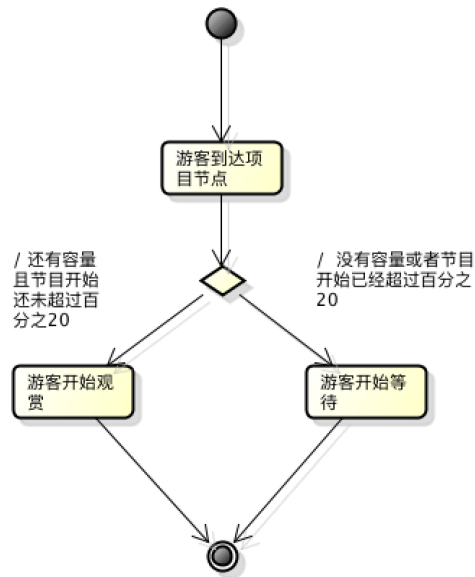 游客到达项
目节点
/ 还有容量
且节目开始
还未超过百
分之20
/ 没有容量或者节目
开始已经超过百分之
20
游客开始观
赏
游客开始等
待